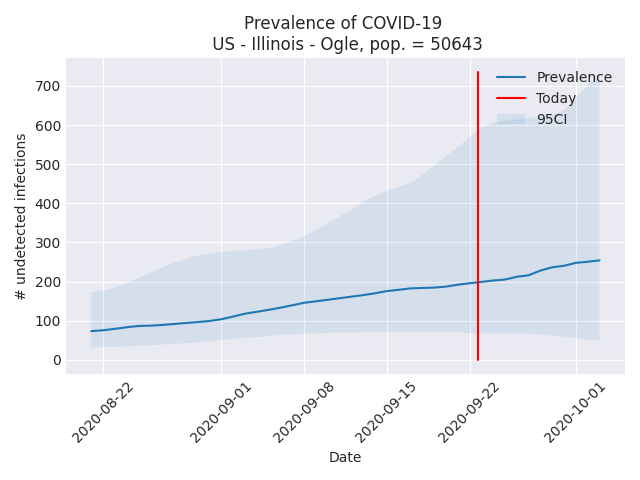 Prevalence of COVID-19
US - Illinois - Ogle, pop. = 50643
Prevalence
Today
95CI
# undetected infections
700
600
500
400
300
200
100
0
2020-08-22
2020-09-01
2020-09-08
2020-09-15
2020-09-22
2020-10-01
Date